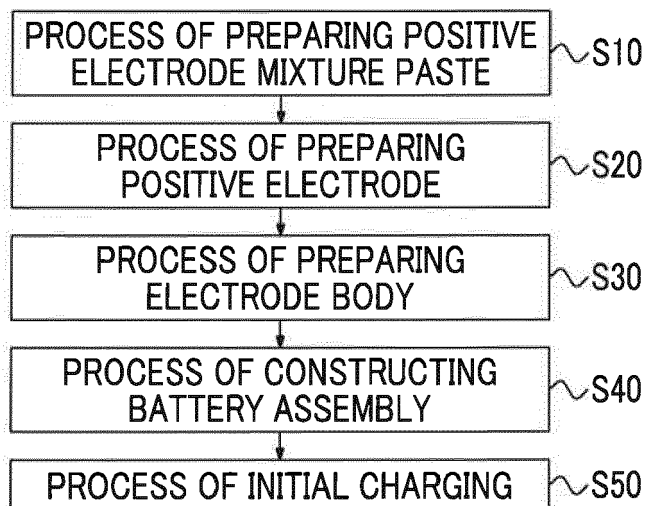 PROCESS OF PREPARING POSITIVE
ELECTRODE MIXTURE PASTE
S10
PROCESS OF PREPARING
POSITIVE ELECTRODE
S20
PROCESS OF PREPARING
ELECTRODE BODY
S30
PROCESS OF CONSTRUCTING
BATTERY ASSEMBLY
S40
PROCESS OF INITIAL CHARGING
S50